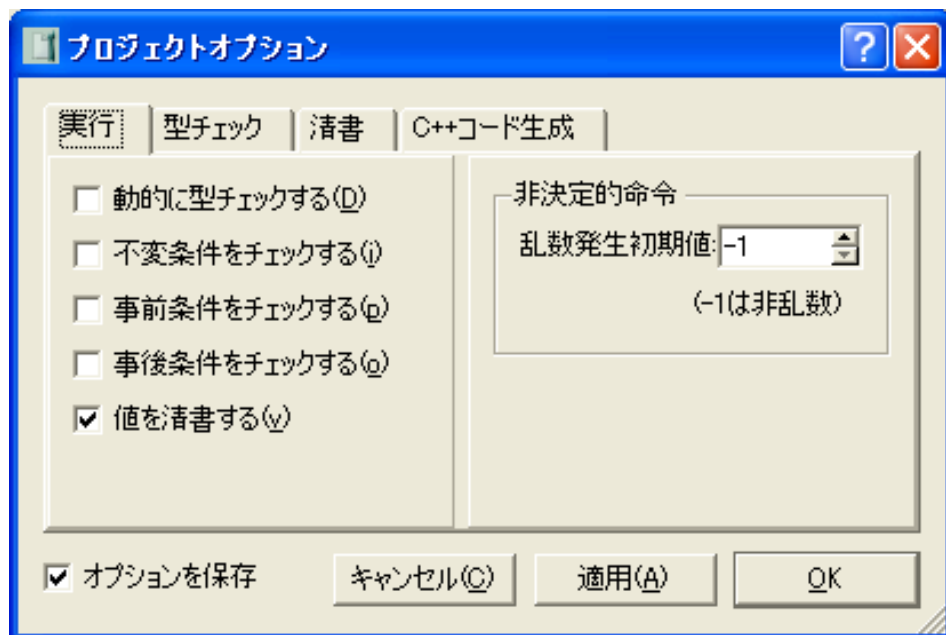 プロジェクトオプション
実行 型チェック 清書 C++コード生成
動的に型チェックする(D)
不変条件をチェックする(i)
事前条件をチェックする(p)
事後条件をチェックする(o)
値を清書する(v)
非決定的命令
乱数発生初期値:-1
(-1は非乱数)
オプションを保存 キャンセル(C) 適用(A) OK